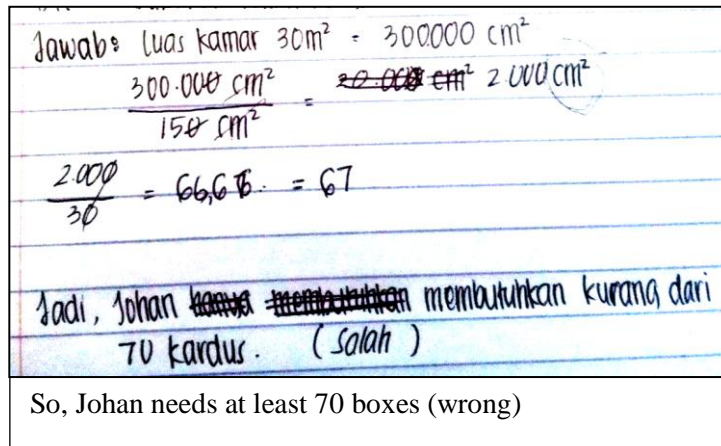 Jawab: luas kamar 30m² = 300000 cm²
300.000 cm²
150 cm²
= 2.000 cm²
2.000
30
= 66,66 = 67
Jadi, Johan membutuhkan kurang dari
70 kardus. (Salah)
So, Johan needs at least 70 boxes (wrong)